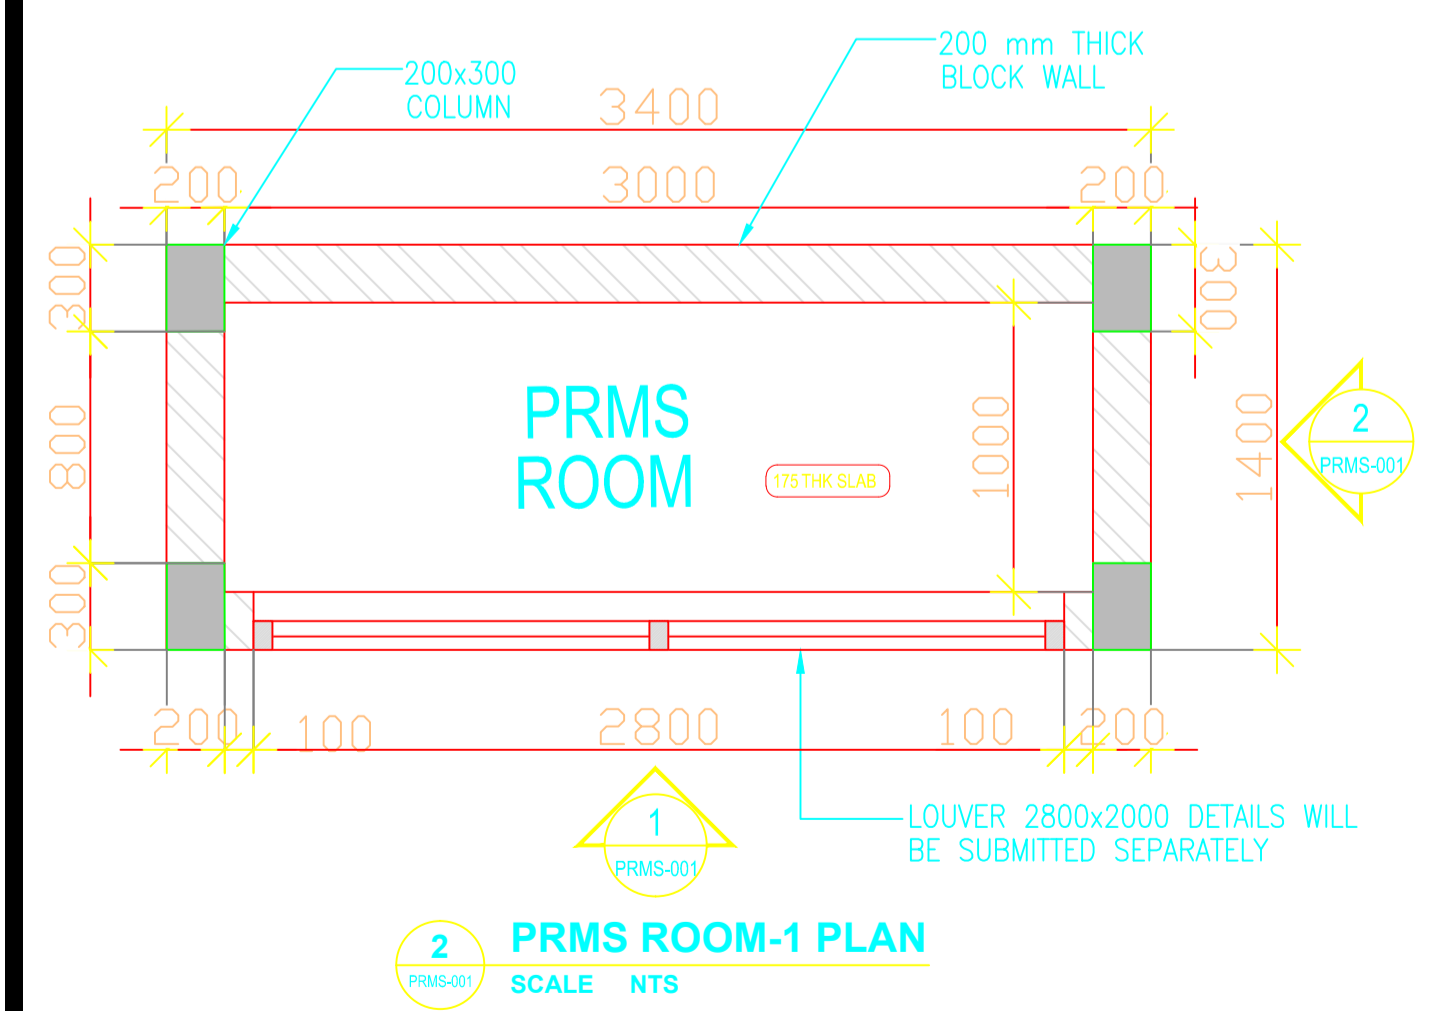 200x300
COLUMN
200 mm THICK
BLOCK WALL
3400
200
3000
200
300
300
800
300
1000
1400
PRMS
ROOM
175 THK SLAB
2
PRMS-001
200
100
2800
100
200
1
PRMS-001
LOUVER 2800x2000 DETAILS WILL
BE SUBMITTED SEPARATELY
2
PRMS-001
PRMS ROOM-1 PLAN
SCALE NTS